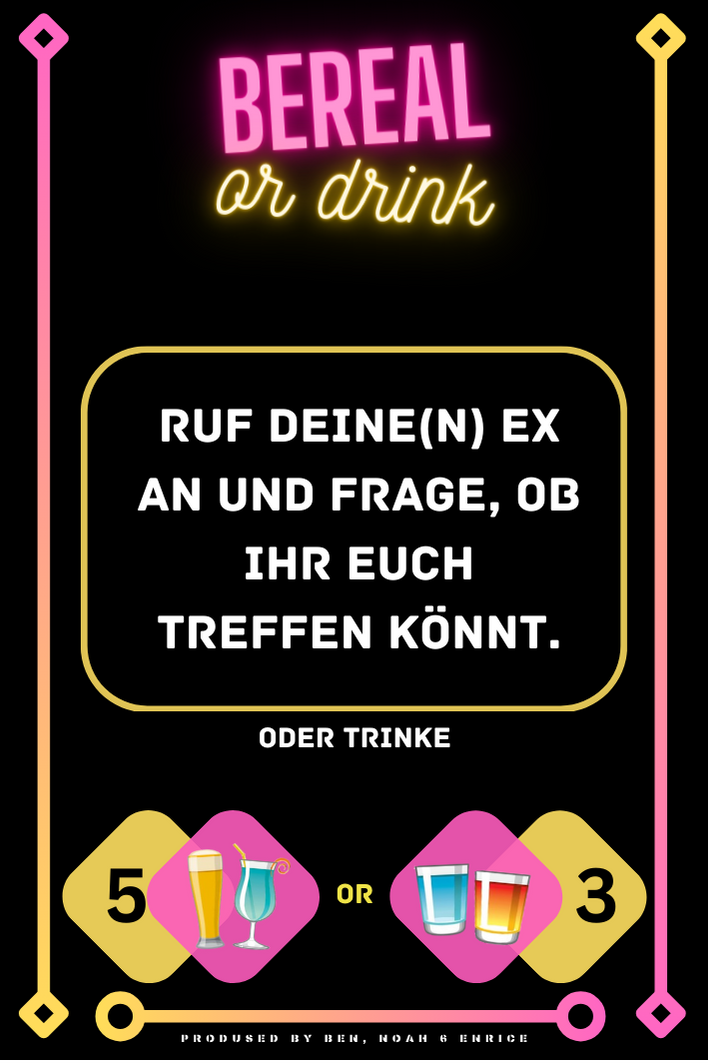 BEREAL
or drink
RUF DEINE(N) EX
AN UND FRAGE, OB
IHR EUCH
TREFFEN KÖNNT.
ODER TRINKE
5 OR 3
PRODUSED BY BEN, NOAH & ENRICE